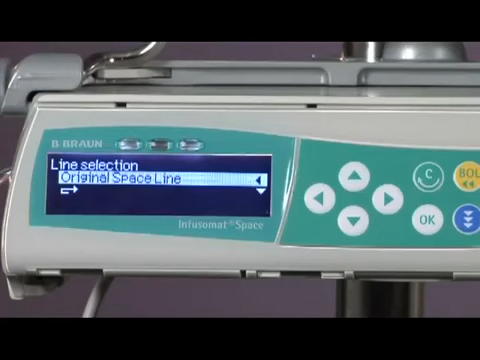 B BRAUN
Line selection
Original Space Line
Infusomat® Space
C
BOL
OK